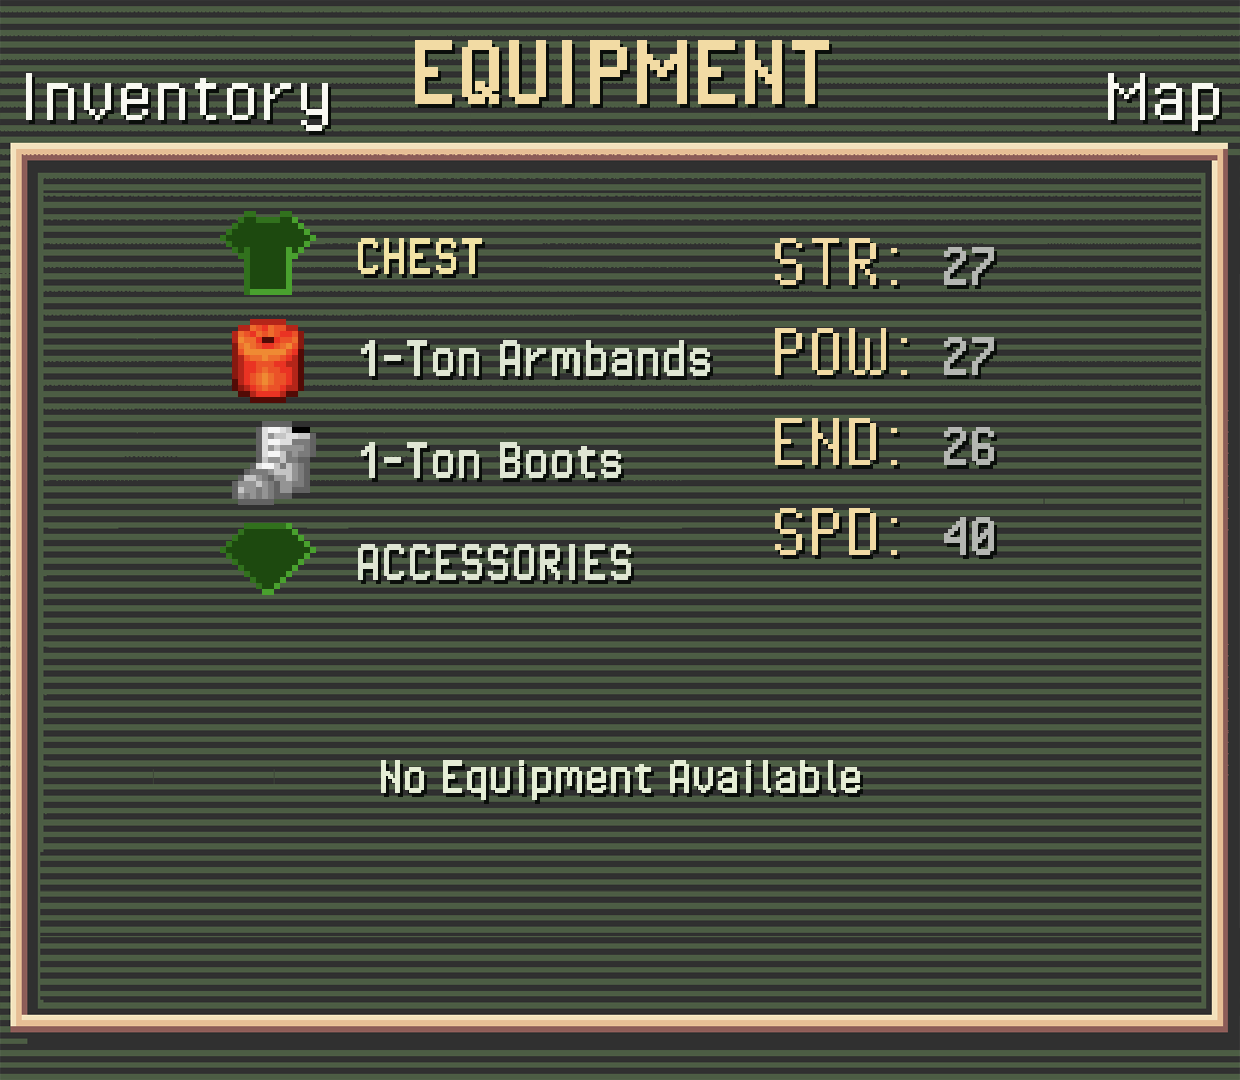 EQUIPMENT
Inventory
Map
CHEST
STR: 27
1-Ton Armbands
POW: 27
1-Ton Boots
END: 26
ACCESSORIES
SPD: 40
No Equipment Available